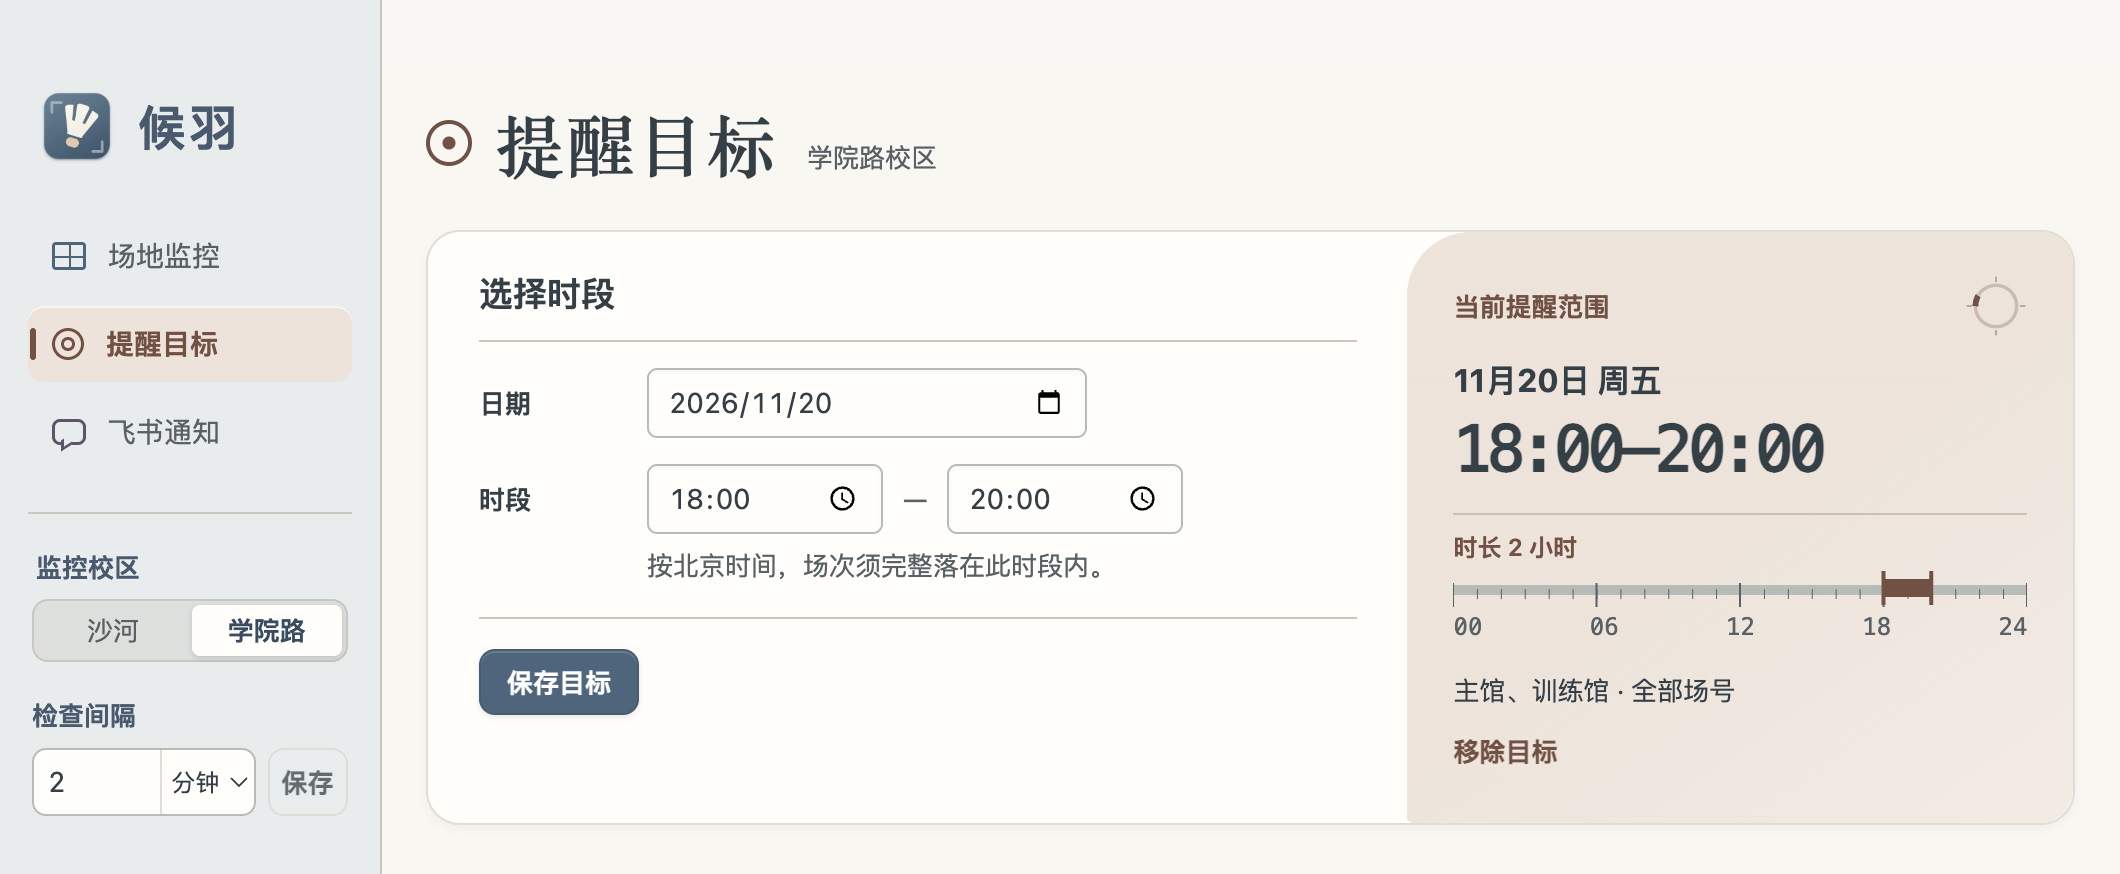 候羽
场地监控
提醒目标
飞书通知
监控校区
沙河 学院路
检查间隔
2 分钟 保存
提醒目标 学院路校区
选择时段
日期 2026/11/20
时段 18:00 — 20:00
按北京时间，场次须完整落在此时段内。
保存目标
当前提醒范围
11月20日 周五
18:00—20:00
时长 2 小时
00 06 12 18 24
主馆、训练馆 · 全部场号
移除目标